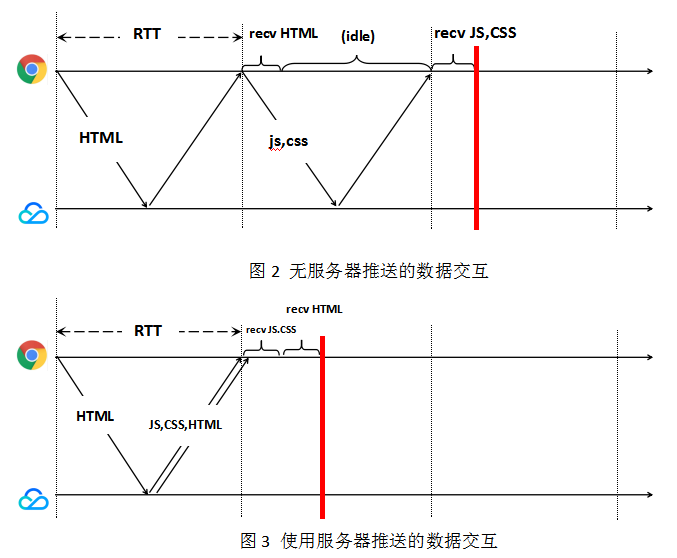 recv HTML
(idle)
recv JS,CSS
RTT
HTML
js,css
图 2 无服务器推送的数据交互
recv HTML
RTT
recv JS.CSS
HTML
JS,CSS,HTML
图 3 使用服务器推送的数据交互